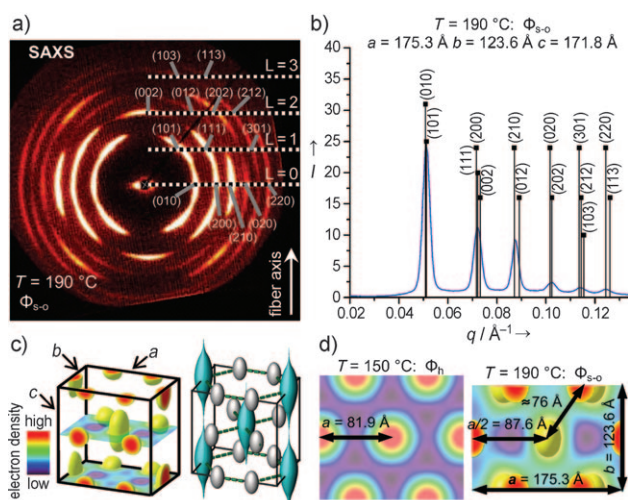 a)
SAXS
(103)
(113)
L = 3
(002)
(012)
(202)
(212)
L = 2
(101)
(111)
(301)
L = 1
L = 0
(010)
(200)
(210)
(020)
(220)
T = 190 °C
Φs-o
fiber axis
b)
T = 190 °C: Φs-o
a = 175.3 Å b = 123.6 Å c = 171.8 Å
40
35
30
25
20
15
10
5
0
I →
(010)
(101)
(111)
(200)
(002)
(210)
(012)
(020)
(202)
(301)
(212)
(103)
(220)
(113)
0.02
0.04
0.06
0.08
0.10
0.12
q / Å⁻¹ →
c)
b
a
c
electron density
high
low
d)
T = 150 °C: Φh
a = 81.9 Å
T = 190 °C: Φs-o
≈76 Å
a/2 = 87.6 Å
b = 123.6 Å
a = 175.3 Å